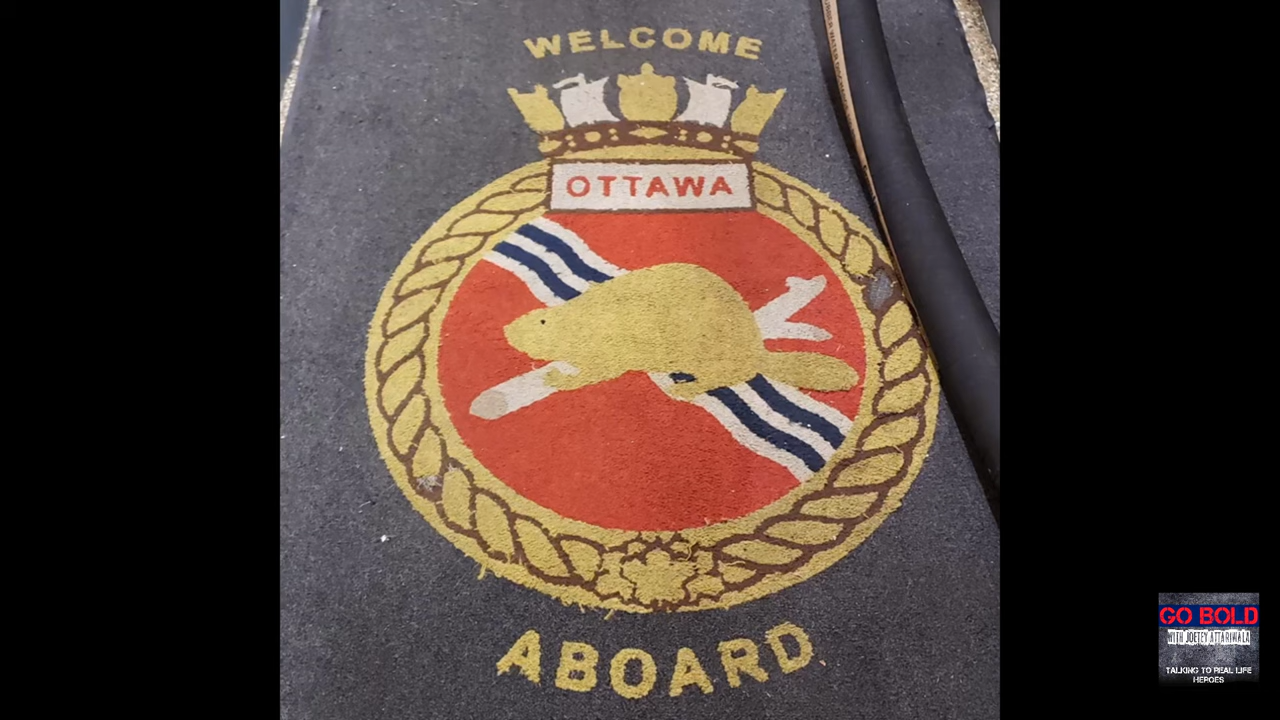 WELCOME
OTTAWA
ABOARD
GO BOLD
WITH JOETEY ATTARIWALA
TALKING TO REAL LIFE
HEROES